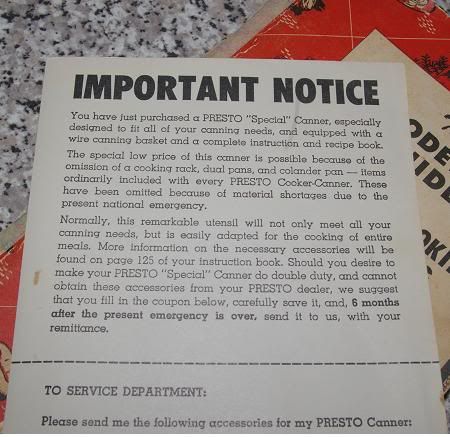 IMPORTANT NOTICE
You have just purchased a PRESTO "Special" Canner, especially
designed to fit all of your canning needs, and equipped with a
wire canning basket and a complete instruction and recipe book.
The special low price of this canner is possible because of the
omission of a cooking rack, dual pans, and colander pan — items
ordinarily included with every PRESTO Cooker-Canner. These
have been omitted because of material shortages due to the
present national emergency.
Normally, this remarkable utensil will not only meet all your
canning needs, but is easily adapted for the cooking of entire
meals. More information on the necessary accessories will be
found on page 125 of your instruction book. Should you desire to
make your PRESTO "Special" Canner do double duty, and cannot
obtain these accessories from your PRESTO dealer, we suggest
that you fill in the coupon below, carefully save it, and, 6 months
after the present emergency is over, send it to us, with your
remittance.
TO SERVICE DEPARTMENT:
Please send me the following accessories for my PRESTO Canner: